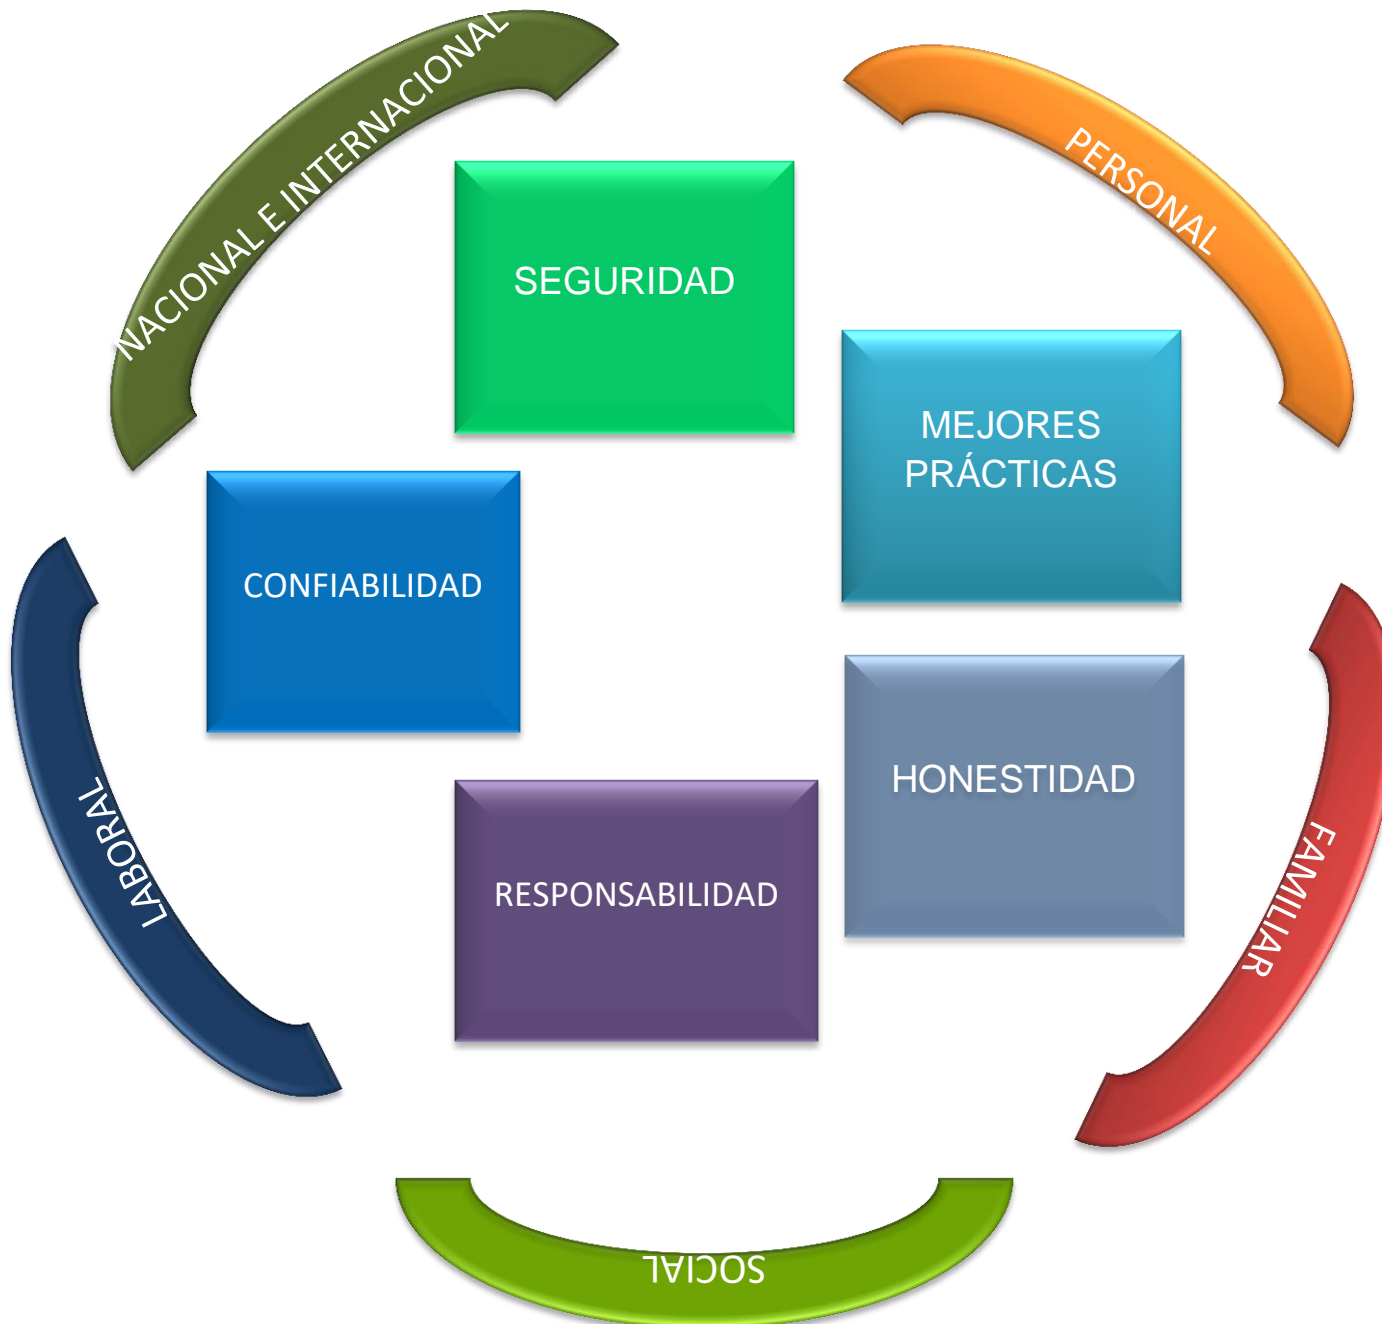 NACIONAL E INTERNACIONAL
PERSONAL
SEGURIDAD
MEJORES
PRÁCTICAS
CONFIABILIDAD
HONESTIDAD
LABORAL
FAMILIAR
RESPONSABILIDAD
SOCIAL